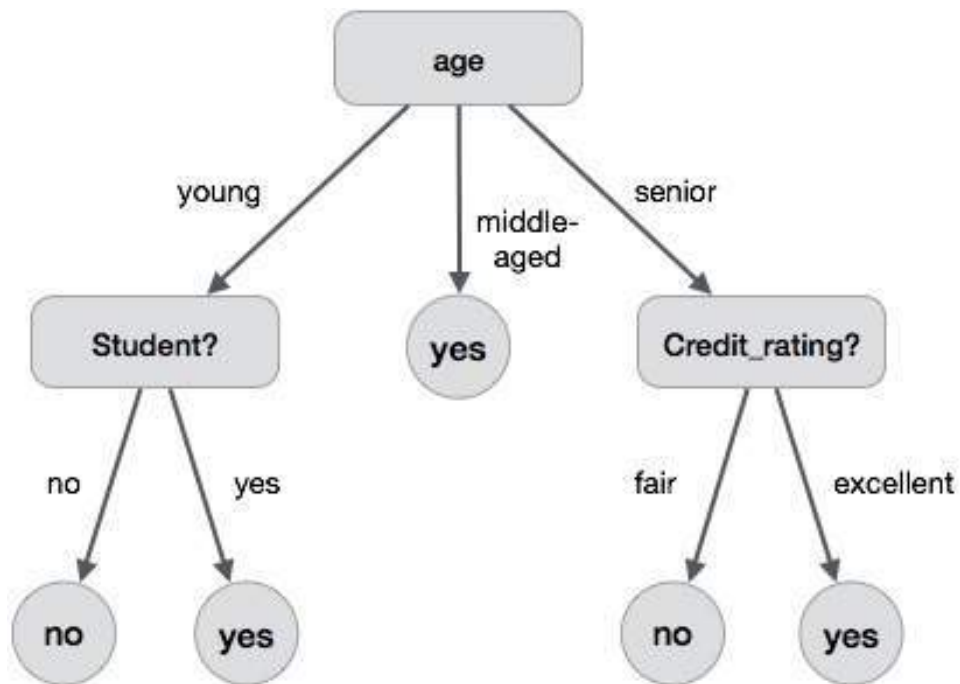 age
young
middle-
aged
senior
Student?
yes
Credit_rating?
no
yes
fair
excellent
no
yes
no
yes